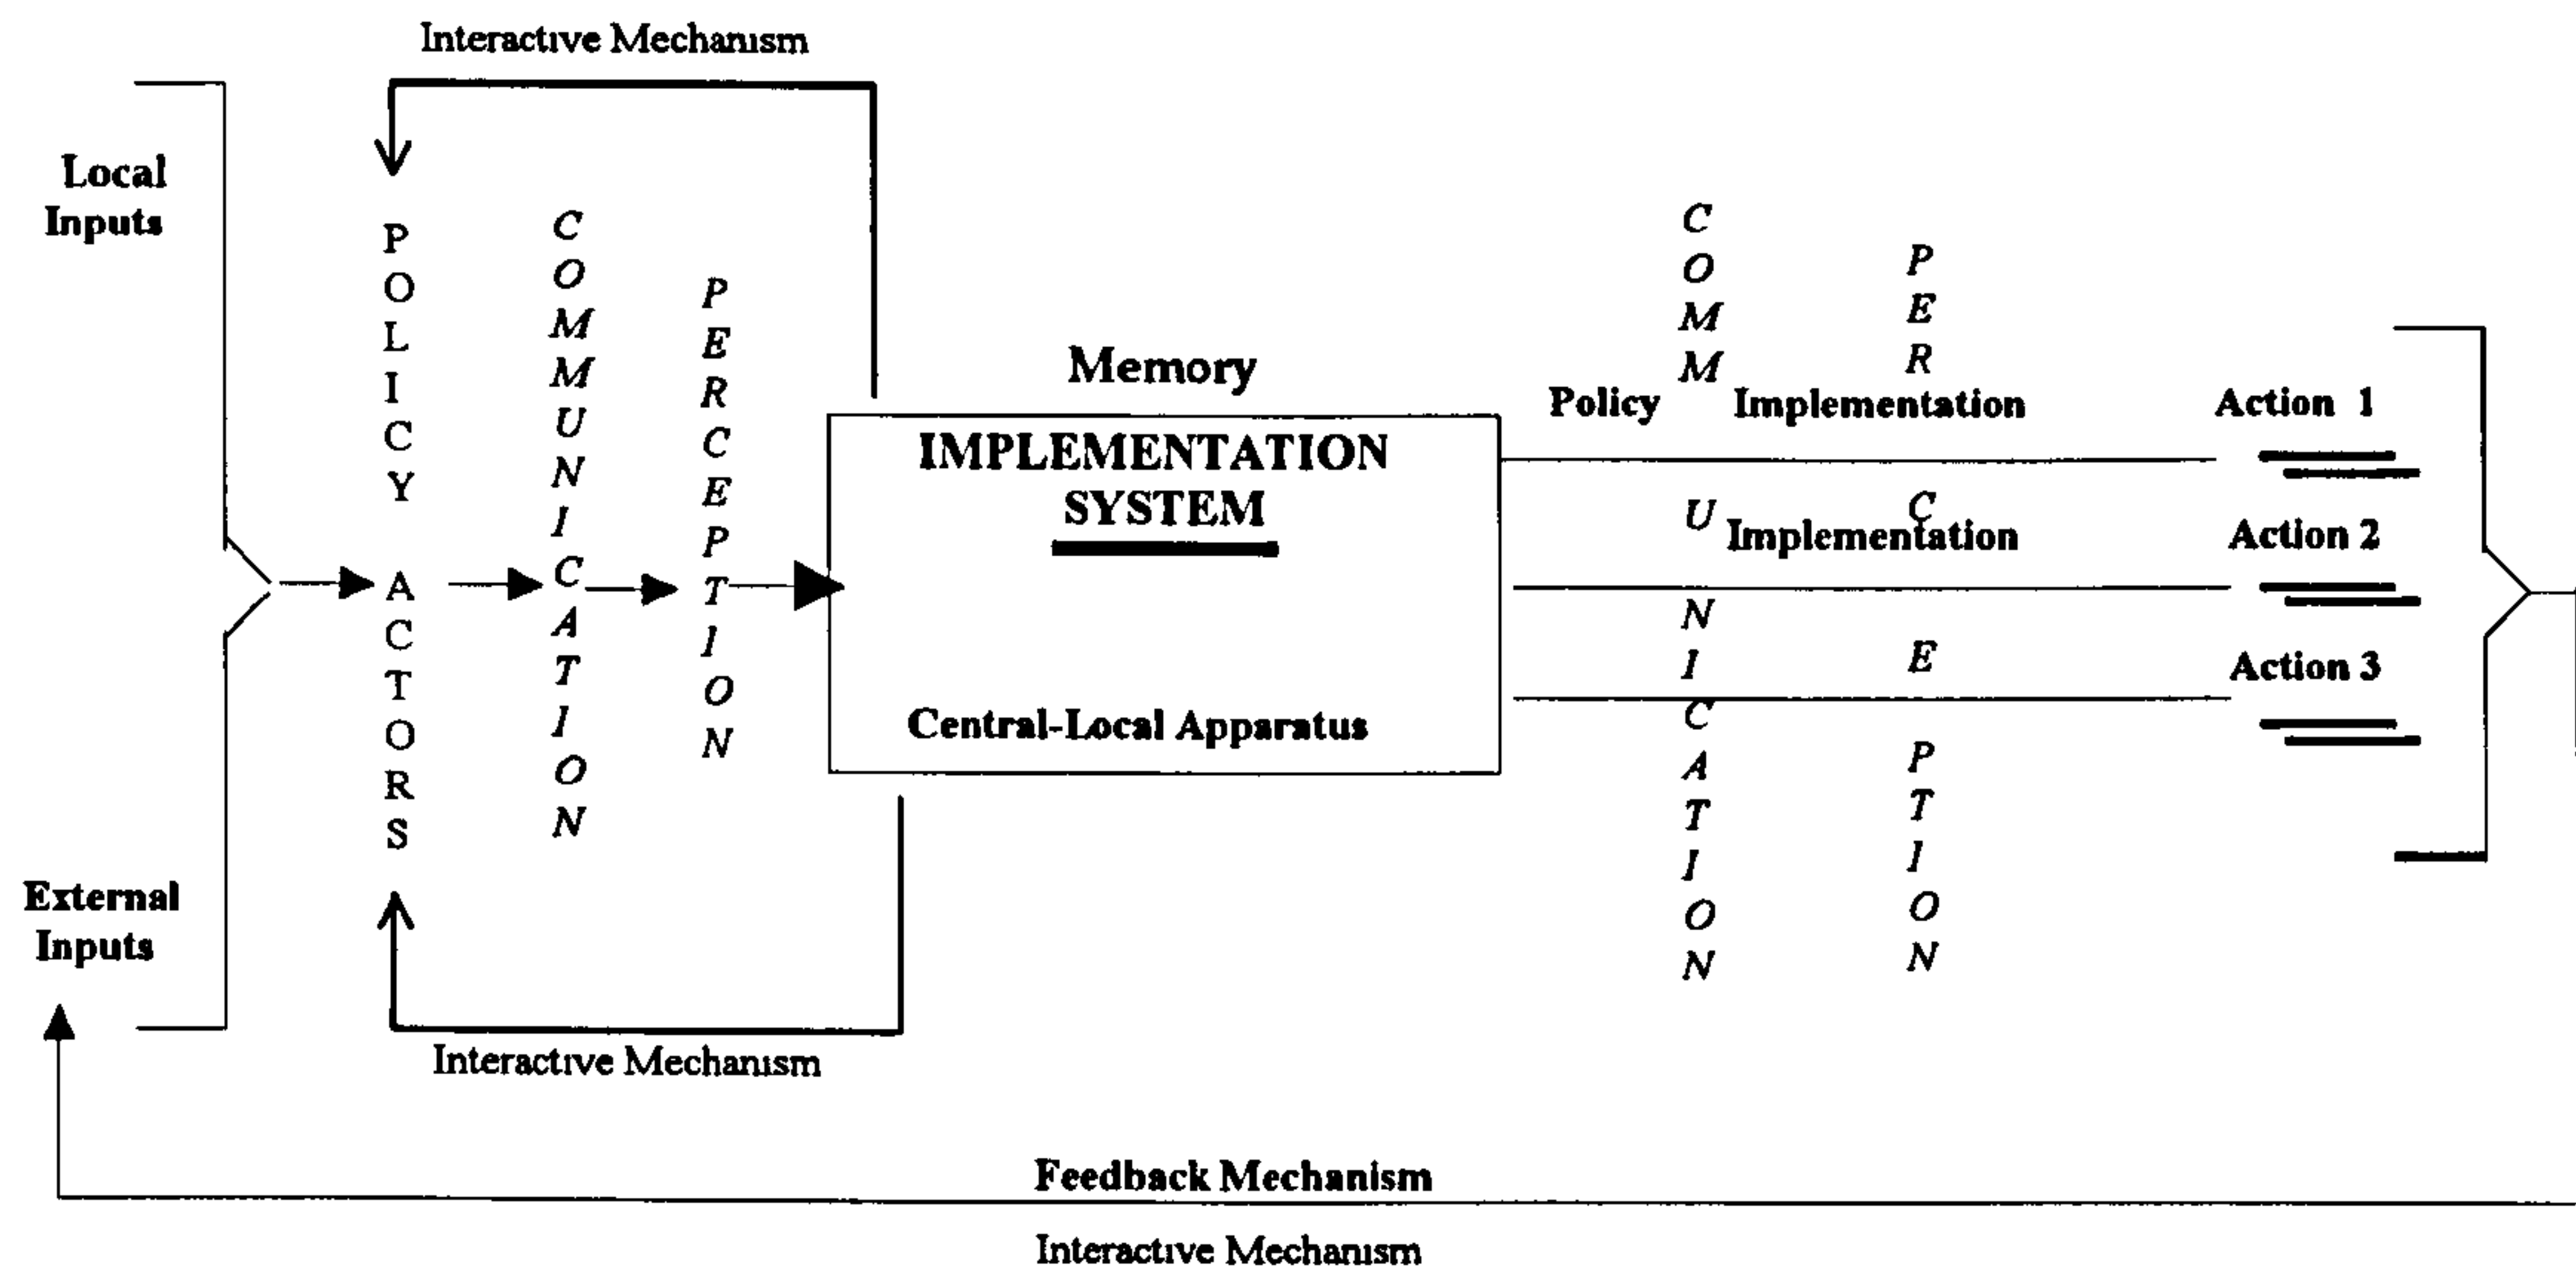 Interactive Mechanism
Local
Inputs
External
Inputs
POLICY ACTORS
COMMUNICATION
PERCEPTION
Memory
IMPLEMENTATION
SYSTEM
Central-Local Apparatus
COMMUNICATION
PERCEPTION
Policy Implementation Action 1
Implementation Action 2
Action 3
Interactive Mechanism
Feedback Mechanism
Interactive Mechanism